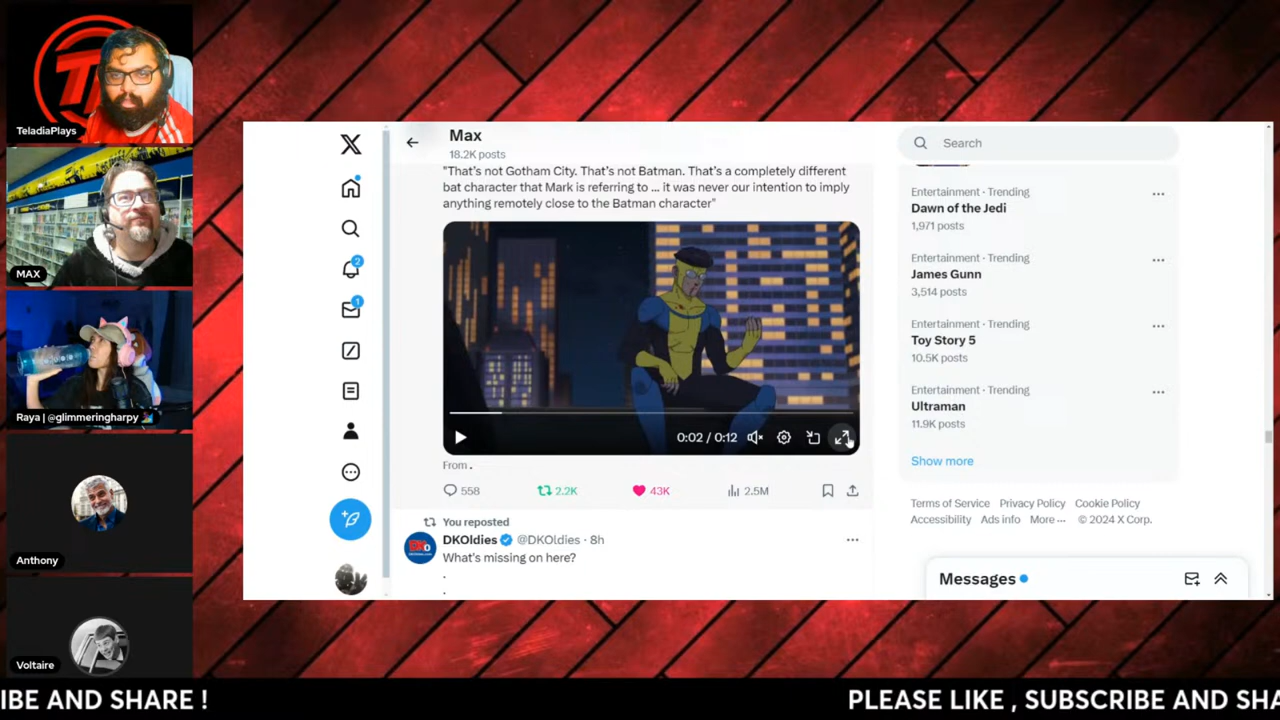 TeladiaPlays
MAX
Raya | @glimmeringharpy
Anthony
Voltaire
Max
18.2K posts
"That's not Gotham City. That's not Batman. That's a completely different
bat character that Mark is referring to ... it was never our intention to imply
anything remotely close to the Batman character"
0:02 / 0:12
From .
558
2.2K
43K
2.5M
You reposted
DKOldies @DKOldies · 8h
What's missing on here?
.
.
2
1
Search
Entertainment · Trending
Dawn of the Jedi
1,971 posts
Entertainment · Trending
James Gunn
3,514 posts
Entertainment · Trending
Toy Story 5
10.5K posts
Entertainment · Trending
Ultraman
11.9K posts
Show more
Terms of Service Privacy Policy Cookie Policy
Accessibility Ads info More ··· © 2024 X Corp.
Messages
IBE AND SHARE ! PLEASE LIKE , SUBSCRIBE AND SHA